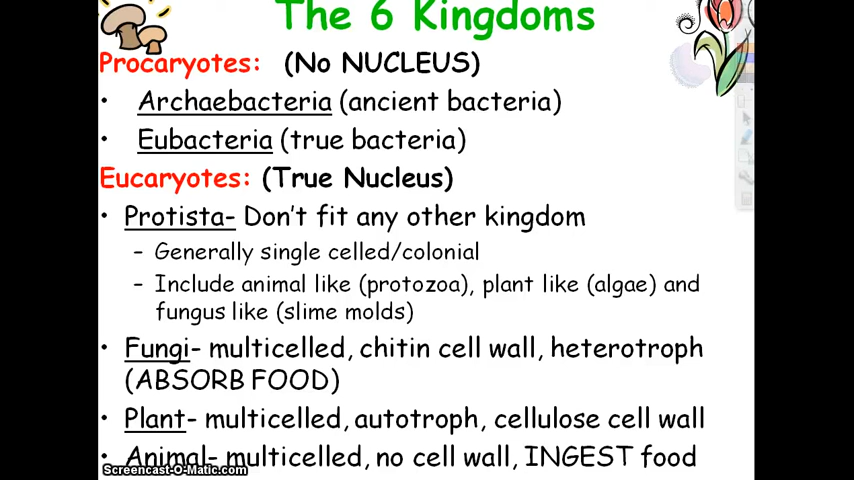 The 6 Kingdoms
Procaryotes: (No NUCLEUS)
• Archaebacteria (ancient bacteria)
• Eubacteria (true bacteria)
Eucaryotes: (True Nucleus)
• Protista- Don't fit any other kingdom
– Generally single celled/colonial
– Include animal like (protozoa), plant like (algae) and
fungus like (slime molds)
• Fungi- multicelled, chitin cell wall, heterotroph
(ABSORB FOOD)
• Plant- multicelled, autotroph, cellulose cell wall
• Animal- multicelled, no cell wall, INGEST food
Screencast-O-Matic.com